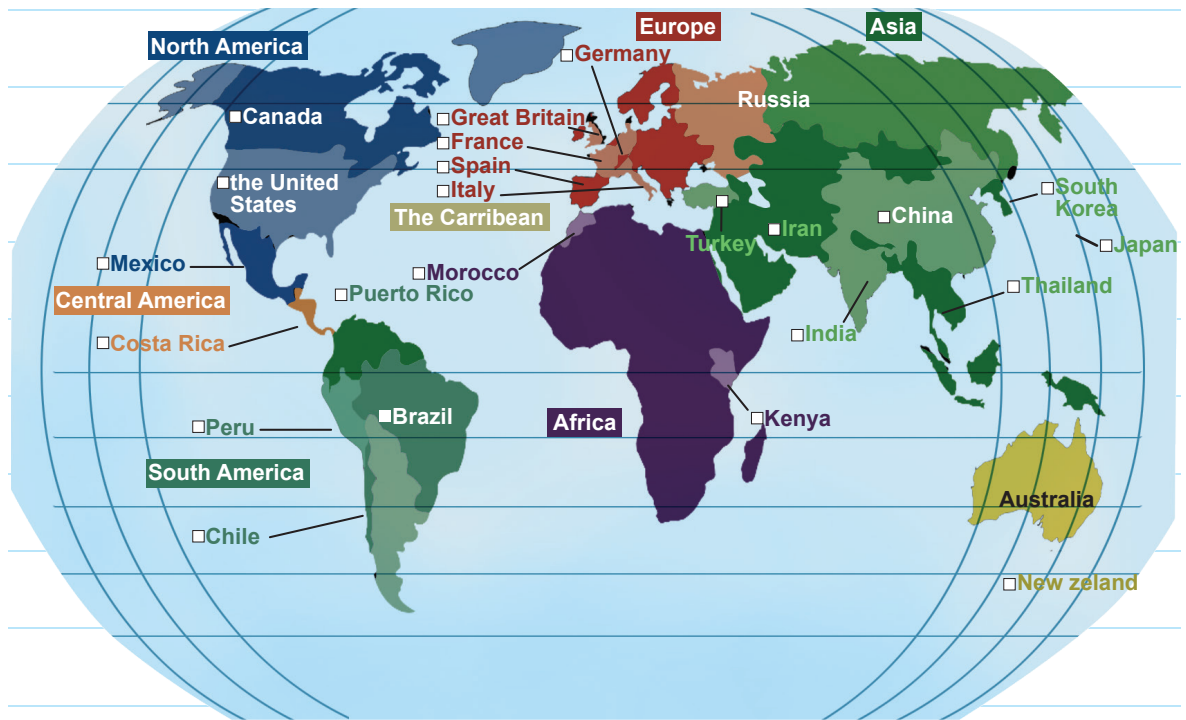 North America
Europe
Asia
Germany
Russia
□Canada
□Great Britain
□France
□Spain
□Italy
□the United
States
□South
Korea
The Carribean
□China
□Iran
Turkey
□Japan
□Mexico
□Morocco
□Thailand
Central America
□Puerto Rico
□India
□Costa Rica
□Brazil
Africa
□Kenya
□Peru
South America
Australia
□Chile
□New zeland